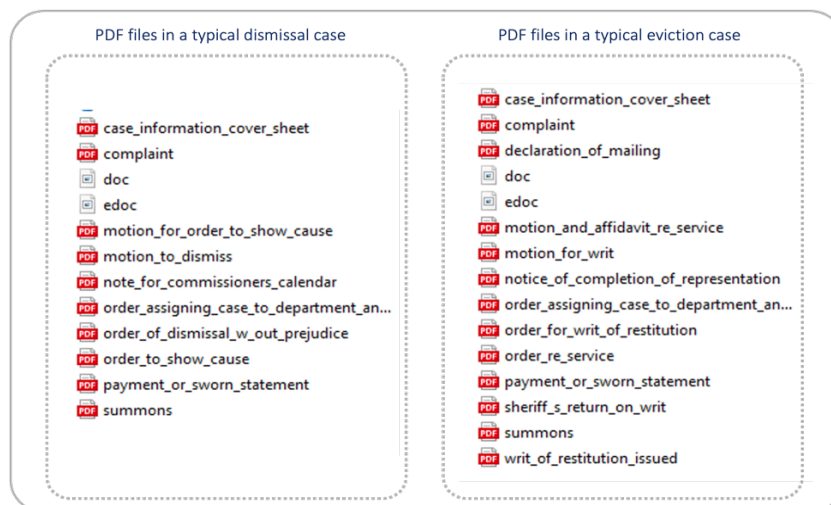 PDF files in a typical dismissal case
case_information_cover_sheet
complaint
doc
edoc
motion_for_order_to_show_cause
motion_to_dismiss
note_for_commissioners_calendar
order_assigning_case_to_department_an...
order_of_dismissal_w_out_prejudice
order_to_show_cause
payment_or_sworn_statement
summons
PDF files in a typical eviction case
case_information_cover_sheet
complaint
declaration_of_mailing
doc
edoc
motion_and_affidavit_re_service
motion_for_writ
notice_of_completion_of_representation
order_assigning_case_to_department_an...
order_for_writ_of_restitution
order_re_service
payment_or_sworn_statement
sheriff_s_return_on_writ
summons
writ_of_restitution_issued